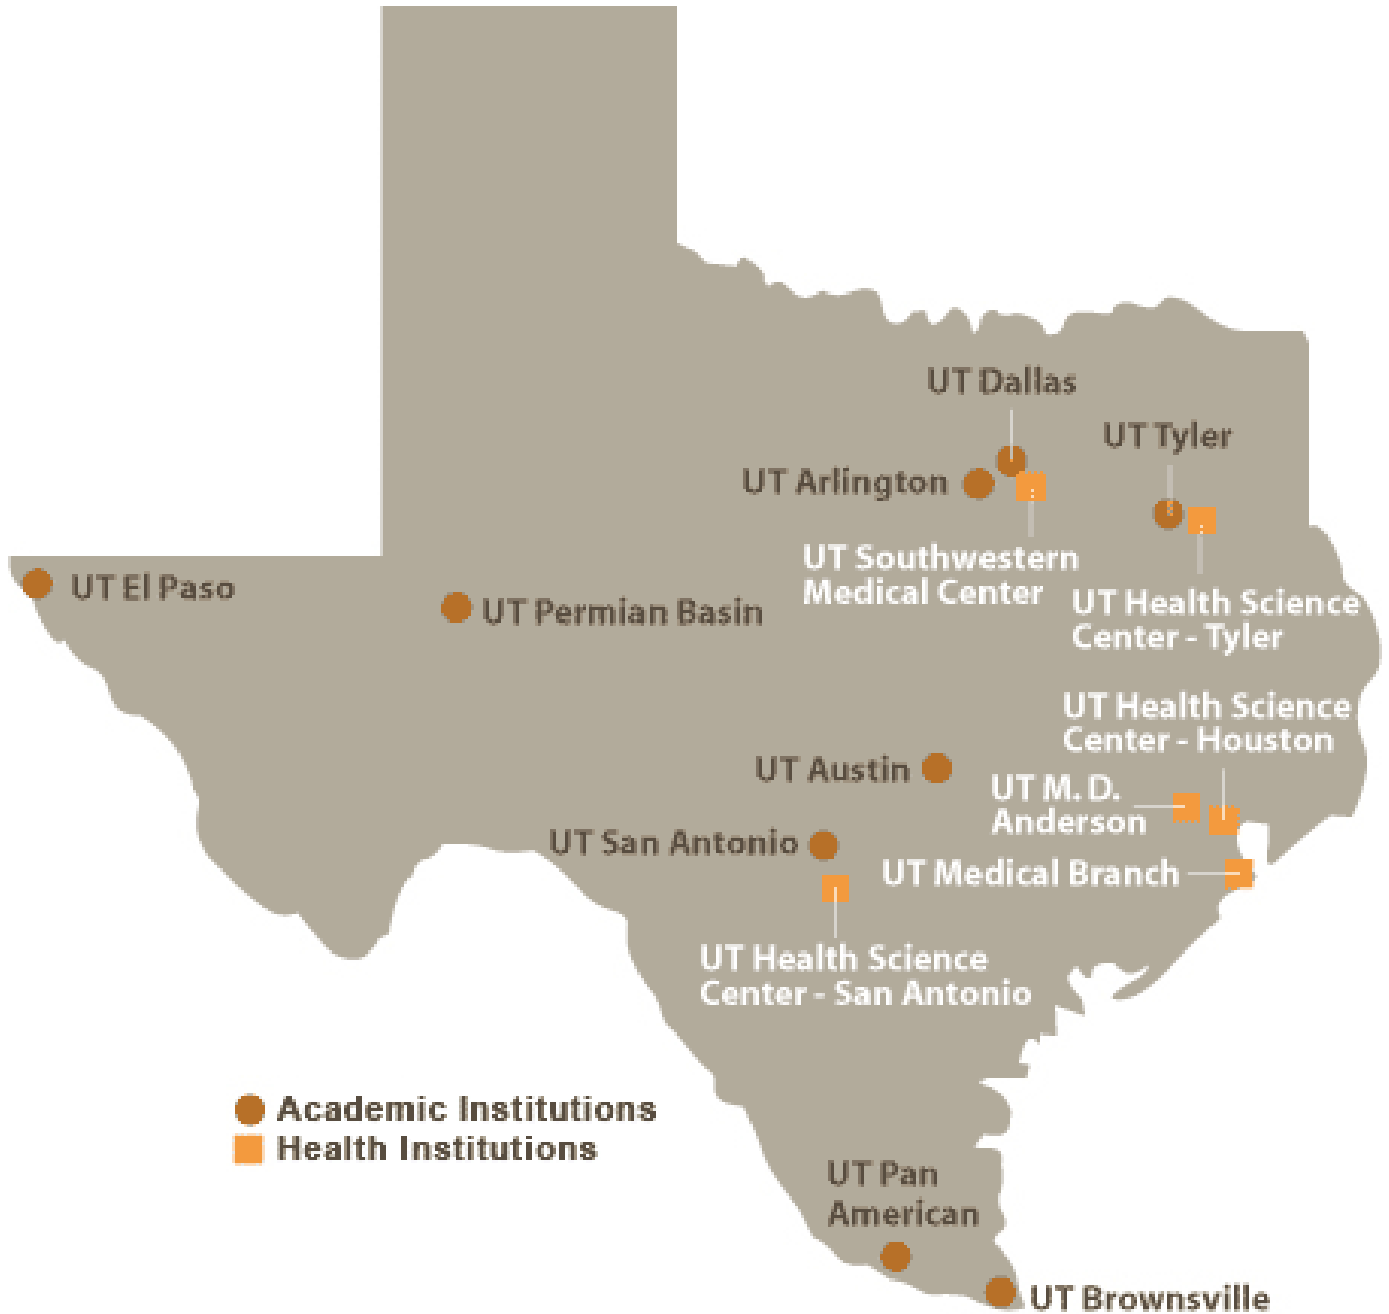 UT Dallas
UT Tyler
UT Arlington
UT Southwestern
Medical Center
UT El Paso
UT Permian Basin
UT Health Science
Center - Tyler
UT Health Science
Center - Houston
UT Austin
UT M. D.
Anderson
UT San Antonio
UT Medical Branch
UT Health Science
Center - San Antonio
Academic Institutions
Health Institutions
UT Pan
American
UT Brownsville